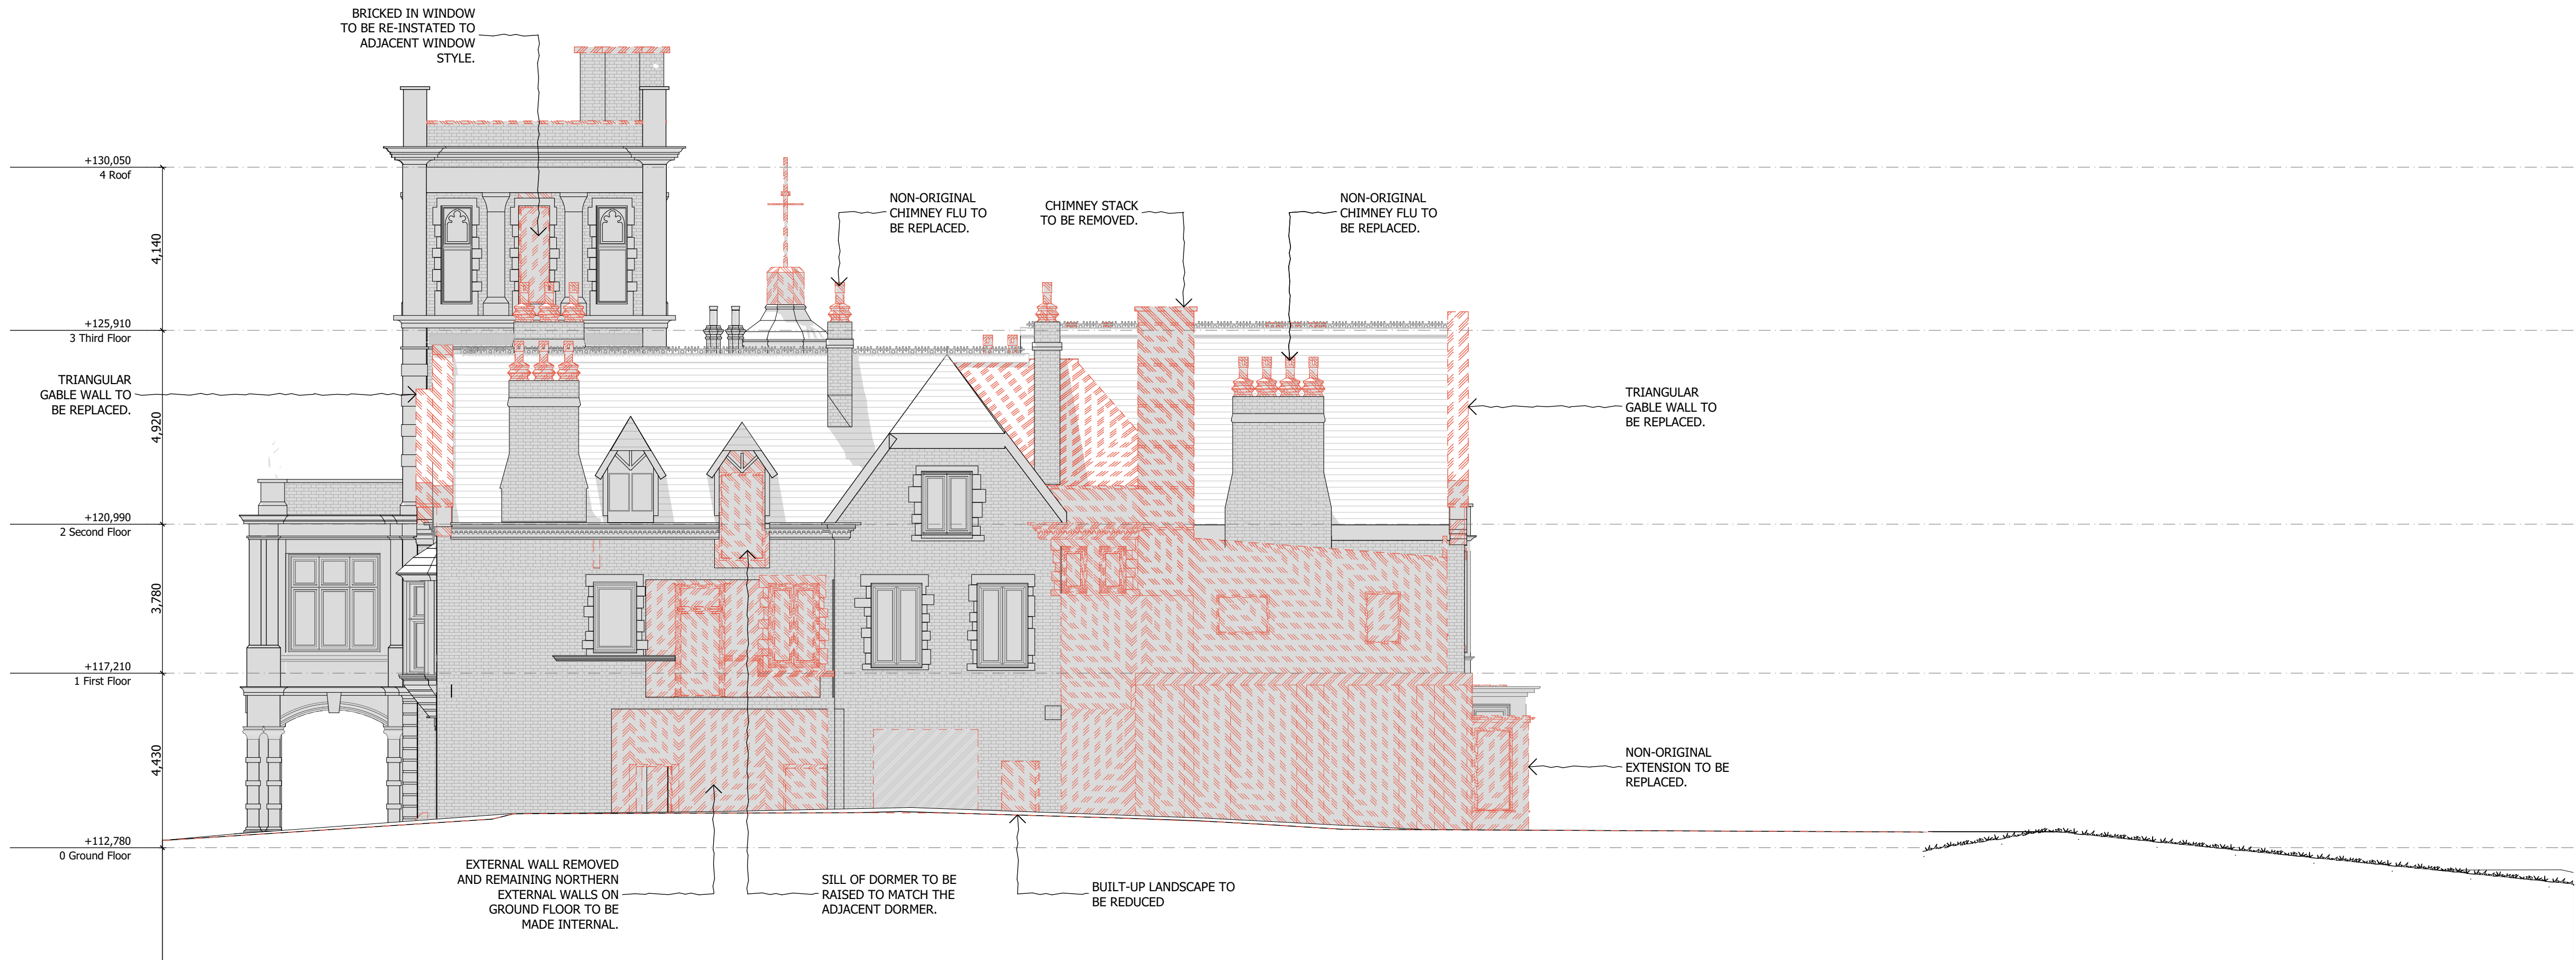 BRICKED IN WINDOW
TO BE RE-INSTATED TO
ADJACENT WINDOW
STYLE.
+130,050
4 Roof
4,140
NON-ORIGINAL
CHIMNEY FLU TO
BE REPLACED.
CHIMNEY STACK
TO BE REMOVED.
NON-ORIGINAL
CHIMNEY FLU TO
BE REPLACED.
+125,910
3 Third Floor
TRIANGULAR
GABLE WALL TO
BE REPLACED.
4,920
TRIANGULAR
GABLE WALL TO
BE REPLACED.
+120,990
2 Second Floor
3,780
+117,210
1 First Floor
4,430
NON-ORIGINAL
EXTENSION TO BE
REPLACED.
+112,780
0 Ground Floor
EXTERNAL WALL REMOVED
AND REMAINING NORTHERN
EXTERNAL WALLS ON
GROUND FLOOR TO BE
MADE INTERNAL.
SILL OF DORMER TO BE
RAISED TO MATCH THE
ADJACENT DORMER.
BUILT-UP LANDSCAPE TO
BE REDUCED